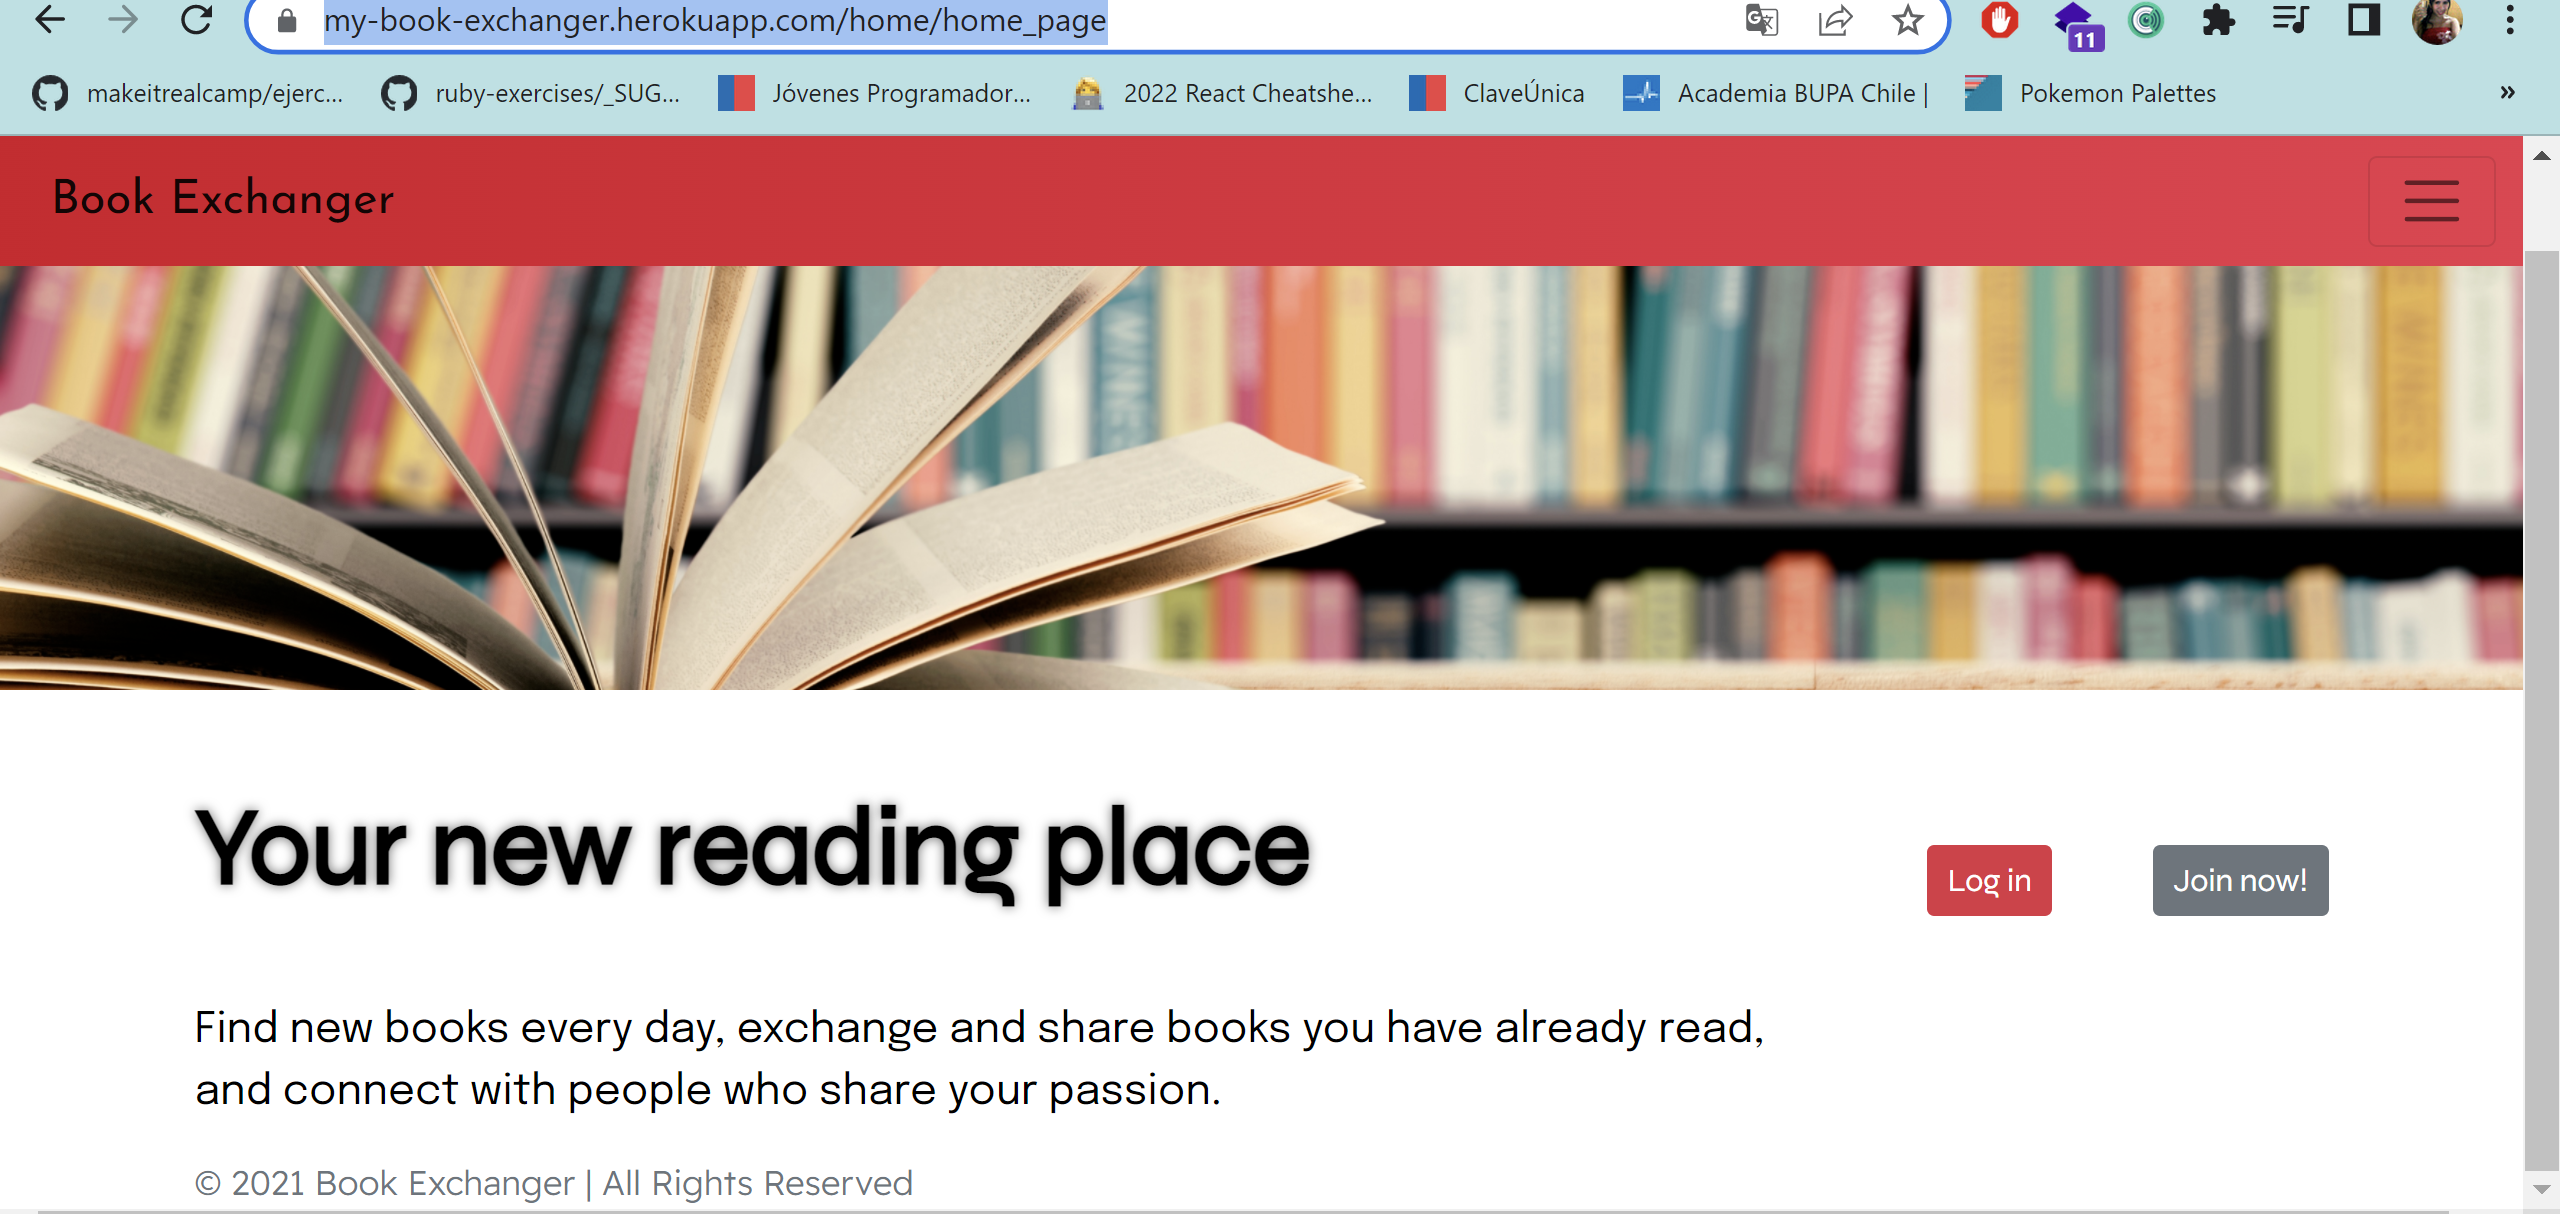 my-book-exchanger.herokuapp.com/home/home_page
11
makeitrealcamp/ejerc...
ruby-exercises/_SUG...
Jóvenes Programador...
2022 React Cheatshe...
ClaveÚnica
Academia BUPA Chile |
Pokemon Palettes
»
Book Exchanger
Your new reading place
Log in
Join now!
Find new books every day, exchange and share books you have already read,
and connect with people who share your passion.
© 2021 Book Exchanger | All Rights Reserved